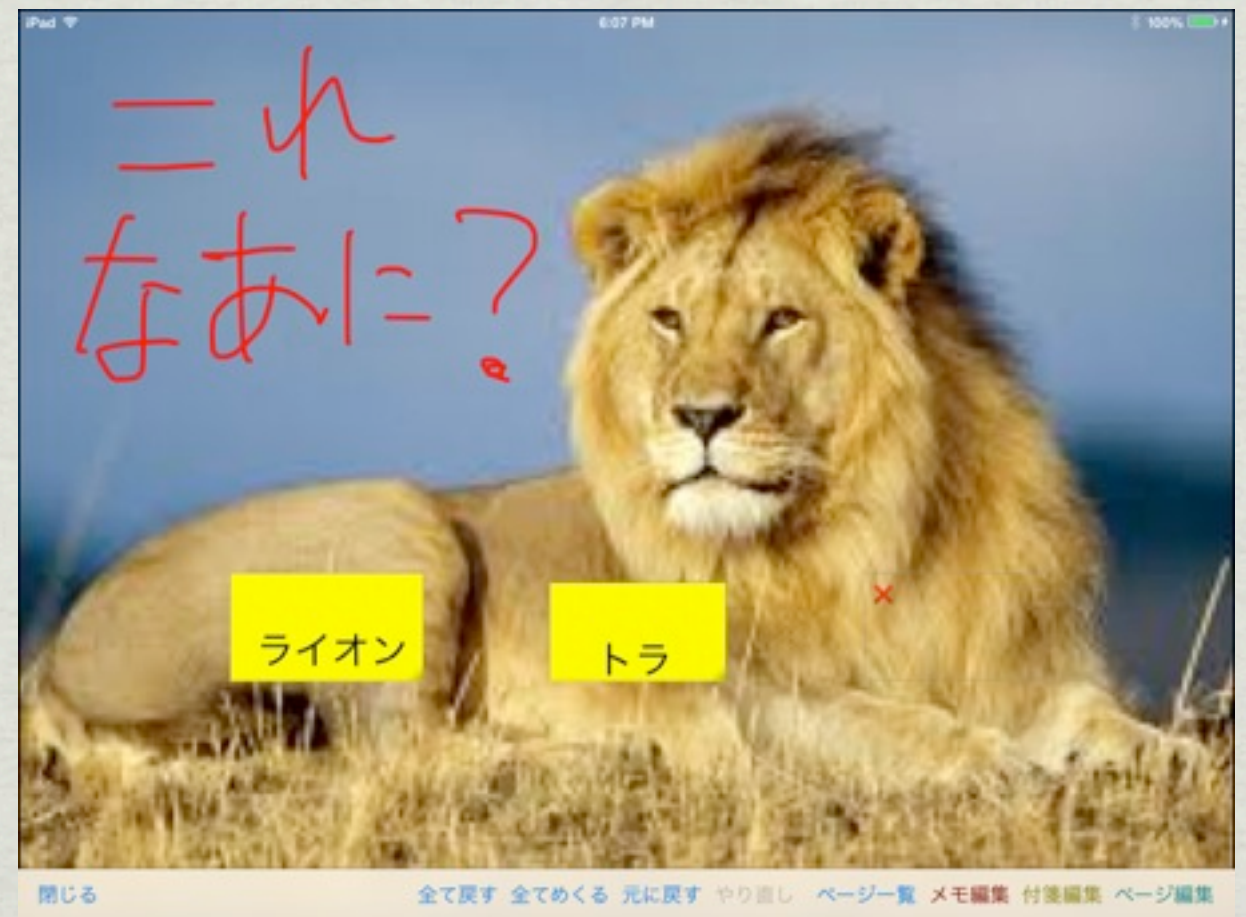 iPad 6:07 PM 100%
これ
なあに?
ライオン トラ
×
閉じる 全て戻す 全てめくる 元に戻す やり直し ページ一覧 メモ編集 付箋編集 ページ編集